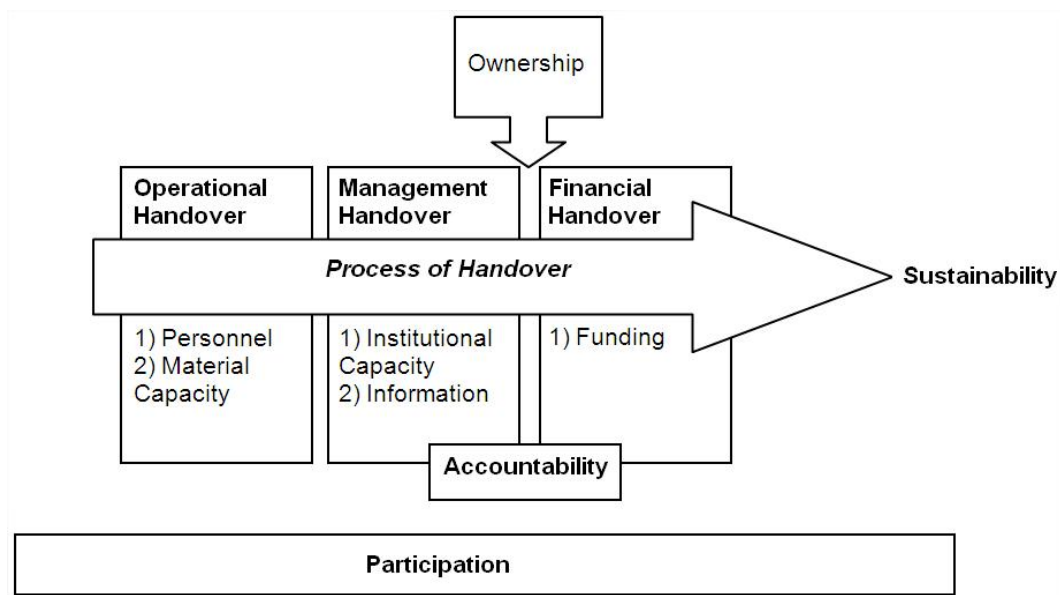 Ownership
Operational
Handover
Management
Handover
Financial
Handover
Process of Handover
Sustainability
1) Personnel
2) Material
Capacity
1) Institutional
Capacity
2) Information
1) Funding
Accountability
Participation